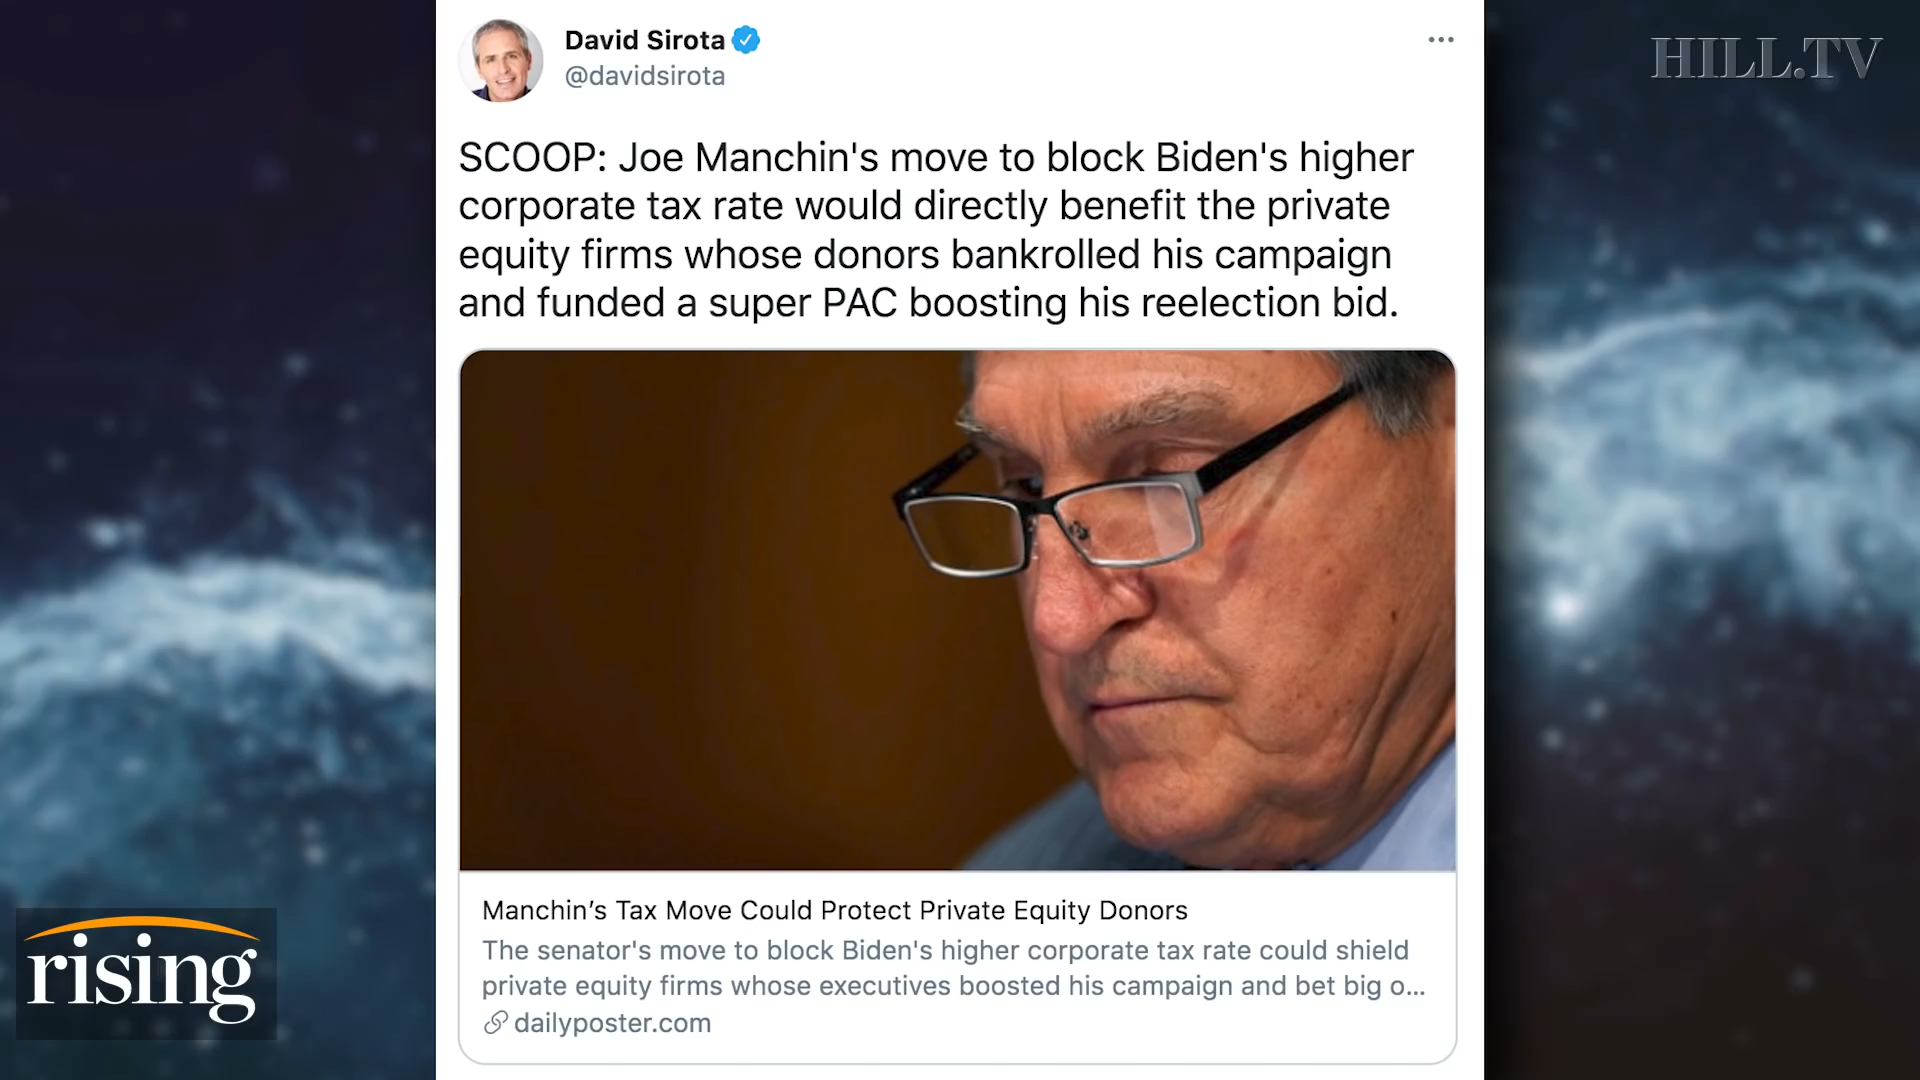 David Sirota
@davidsirota
HILL.TV
SCOOP: Joe Manchin's move to block Biden's higher
corporate tax rate would directly benefit the private
equity firms whose donors bankrolled his campaign
and funded a super PAC boosting his reelection bid.
Manchin’s Tax Move Could Protect Private Equity Donors
The senator's move to block Biden's higher corporate tax rate could shield
private equity firms whose executives boosted his campaign and bet big o...
dailyposter.com
rising